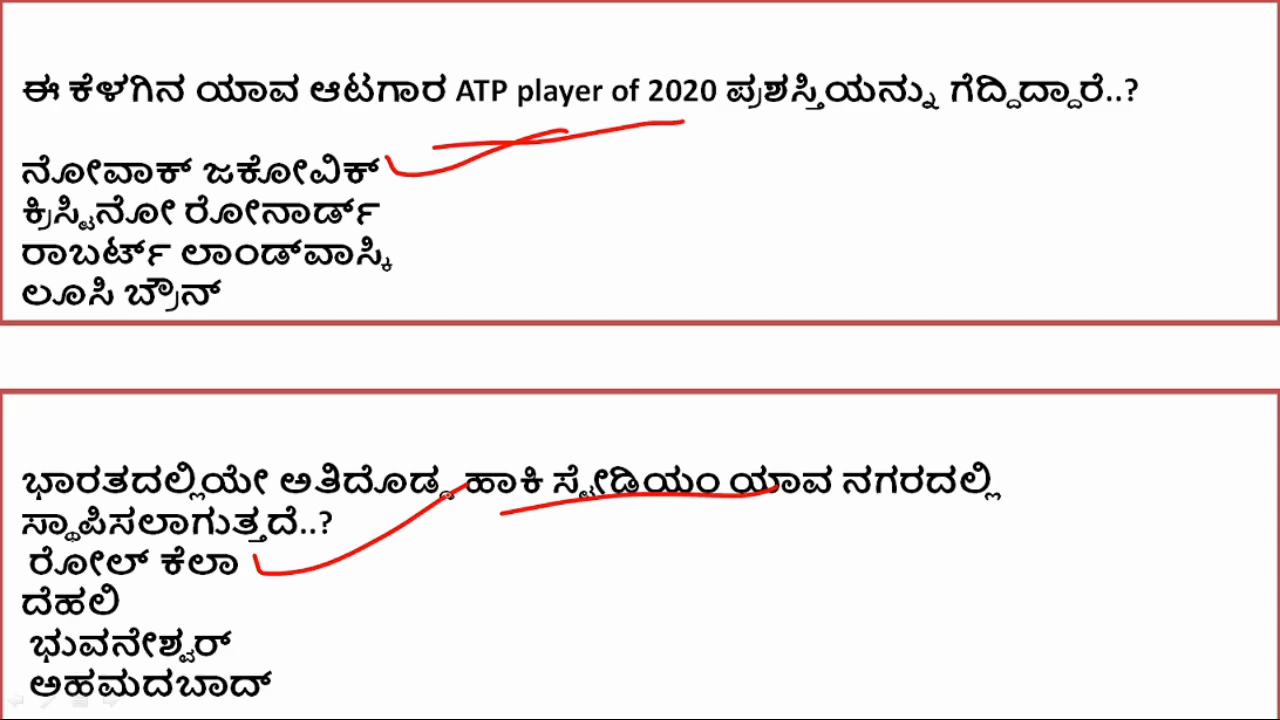 ಈ ಕೆಳಗಿನ ಯಾವ ಆಟಗಾರ ATP player of 2020 ಪ್ರಶಸ್ತಿಯನ್ನು ಗೆದ್ದಿದ್ದಾರೆ..?
ನೋವಾಕ್ ಜಕೋವಿಕ್
ಕ್ರಿಸ್ಟಿನೋ ರೋನಾರ್ಡ್
ರಾಬರ್ಟ್ ಲಾಂಡ್‌ವಾಸ್ಕಿ
ಲೂಸಿ ಬ್ರೌನ್
ಭಾರತದಲ್ಲಿಯೇ ಅತಿದೊಡ್ಡ ಹಾಕಿ ಸ್ಟೇಡಿಯಂ ಯಾವ ನಗರದಲ್ಲಿ
ಸ್ಥಾಪಿಸಲಾಗುತ್ತದೆ..?
ರೋಲ್ ಕೆಲಾ
ದೆಹಲಿ
ಭುವನೇಶ್ವರ್
ಅಹಮದಬಾದ್